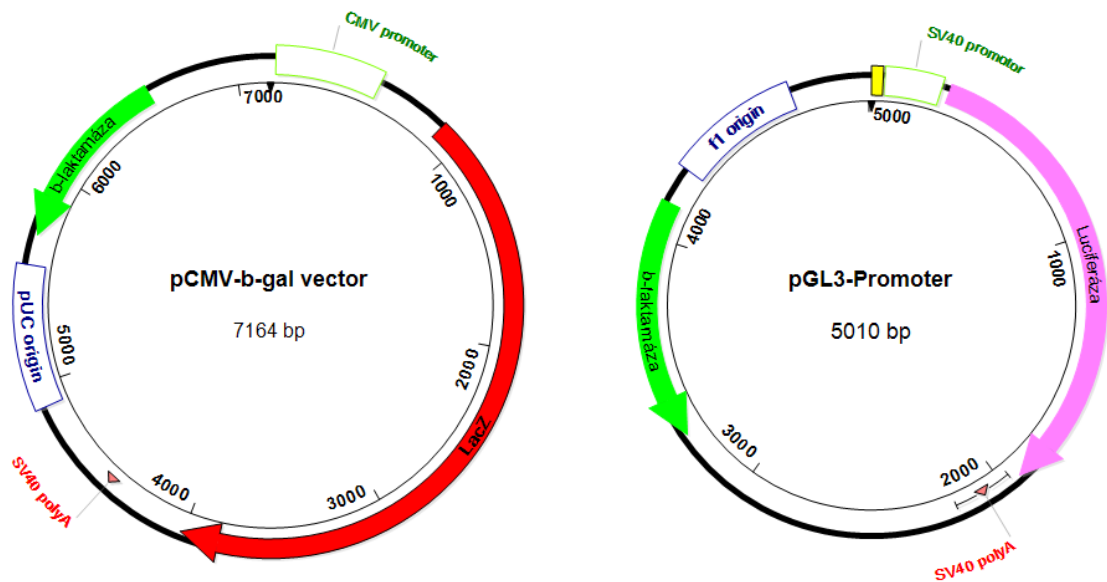 CMV promoter
7000
b-laktamáza
6000
1000
pCMV-b-gal vector
7164 bp
pUC origin
5000
2000
LacZ
SV40 polyA
4000
3000
SV40 promotor
5000
f1 origin
4000
1000
Luciferáza
pGL3-Promoter
5010 bp
b-laktamáza
3000
2000
SV40 polyA